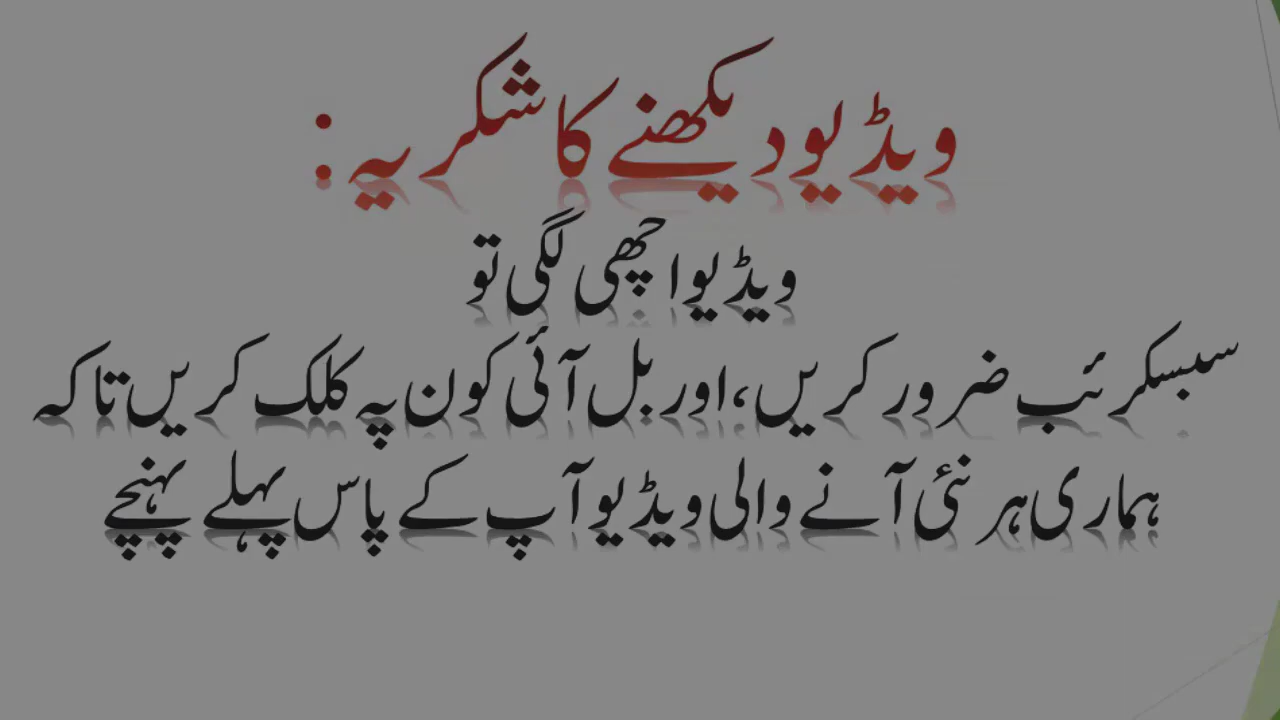 ویڈیو دیکھنے کا شکریہ:
ویڈیو اچھی لگی تو
سبسکرئب ضرور کریں، اور بل آئی کون پہ کلک کریں تاکہ
ہماری ہر نئی آنے والی ویڈیو آپ کے پاس پہلے پہنچے